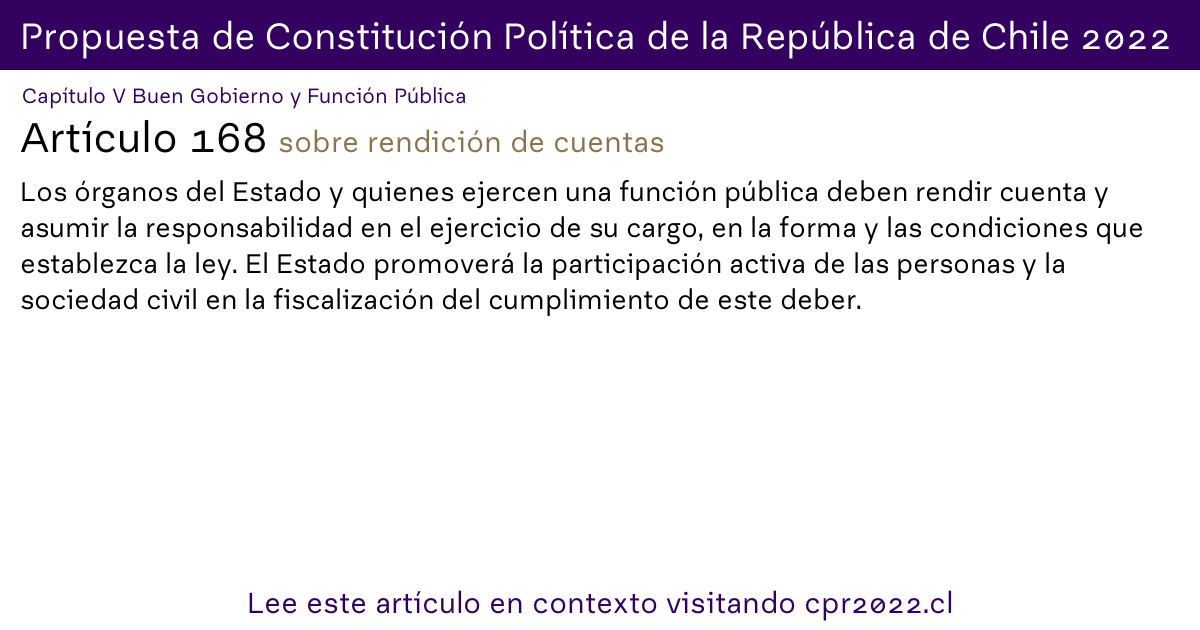 Propuesta de Constitución Política de la República de Chile 2022
Capítulo V Buen Gobierno y Función Pública
Artículo 168 sobre rendición de cuentas
Los órganos del Estado y quienes ejercen una función pública deben rendir cuenta y
asumir la responsabilidad en el ejercicio de su cargo, en la forma y las condiciones que
establezca la ley. El Estado promoverá la participación activa de las personas y la
sociedad civil en la fiscalización del cumplimiento de este deber.
Lee este artículo en contexto visitando cpr2022.cl